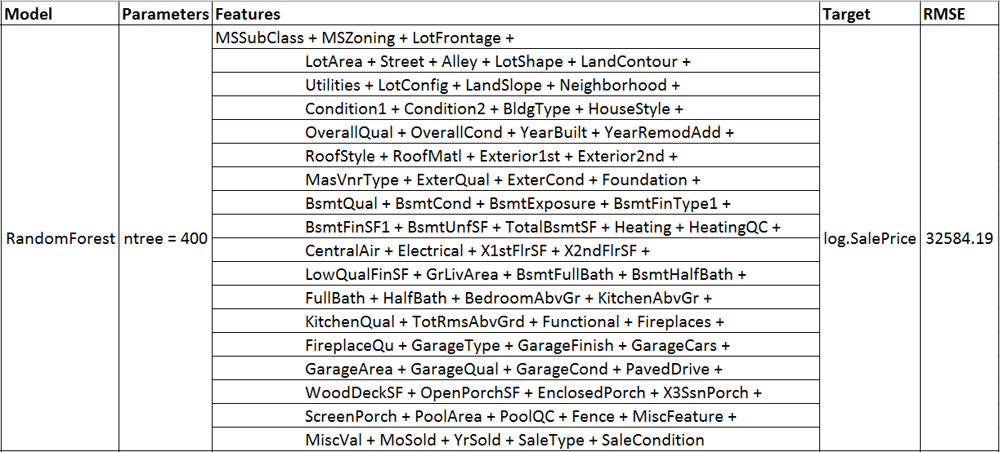 Model Parameters Features Target RMSE
MSSubClass + MSZoning + LotFrontage +
LotArea + Street + Alley + LotShape + LandContour +
Utilities + LotConfig + LandSlope + Neighborhood +
Condition1 + Condition2 + BldgType + HouseStyle +
OverallQual + OverallCond + YearBuilt + YearRemodAdd +
RoofStyle + RoofMatl + Exterior1st + Exterior2nd +
MasVnrType + ExterQual + ExterCond + Foundation +
BsmtQual + BsmtCond + BsmtExposure + BsmtFinType1 +
BsmtFinSF1 + BsmtUnfSF + TotalBsmtSF + Heating + HeatingQC +
RandomForest ntree = 400 log.SalePrice 32584.19
CentralAir + Electrical + X1stFlrSF + X2ndFlrSF +
LowQualFinSF + GrLivArea + BsmtFullBath + BsmtHalfBath +
FullBath + HalfBath + BedroomAbvGr + KitchenAbvGr +
KitchenQual + TotRmsAbvGrd + Functional + Fireplaces +
FireplaceQu + GarageType + GarageFinish + GarageCars +
GarageArea + GarageQual + GarageCond + PavedDrive +
WoodDeckSF + OpenPorchSF + EnclosedPorch + X3SsnPorch +
ScreenPorch + PoolArea + PoolQC + Fence + MiscFeature +
MiscVal + MoSold + YrSold + SaleType + SaleCondition